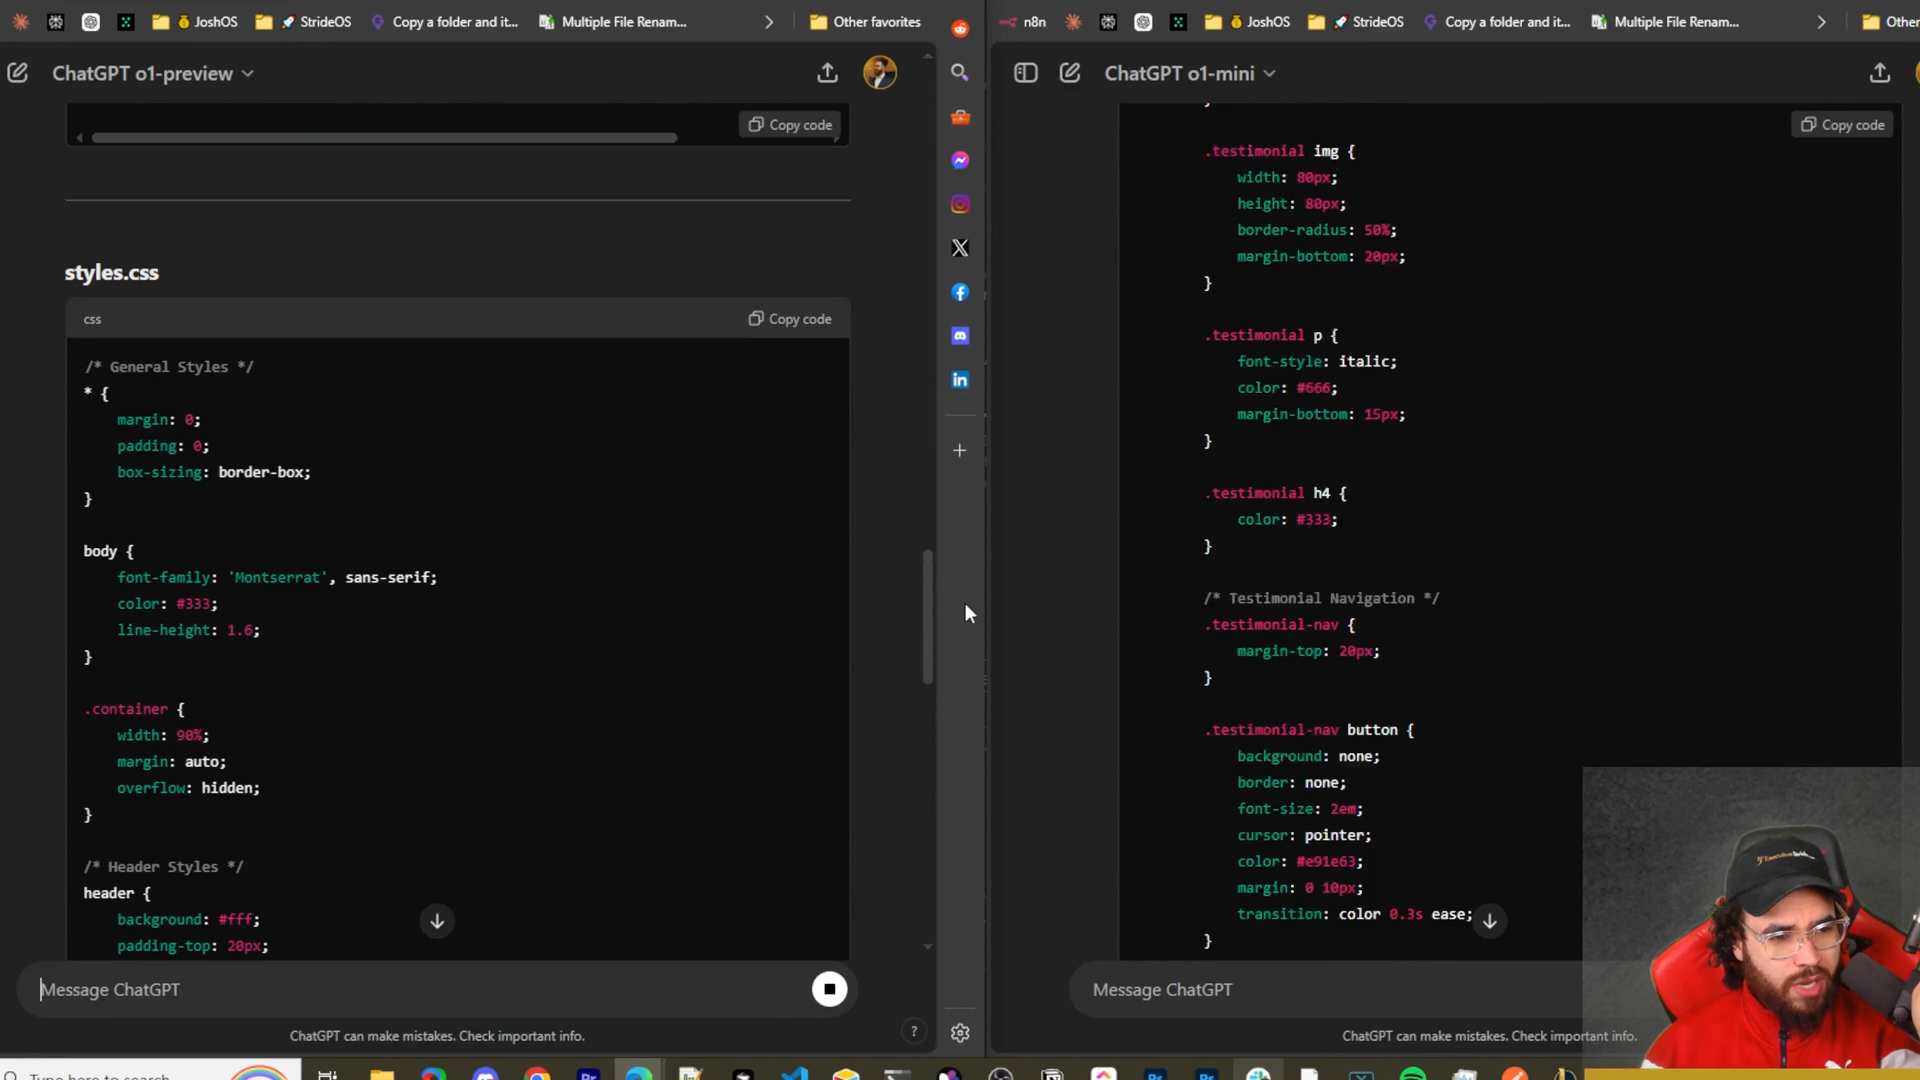 JoshOS
StrideOS
Copy a folder and it...
Multiple File Renam...
Other favorites
n8n
JoshOS
StrideOS
Copy a folder and it...
Multiple File Renam...
Other
ChatGPT o1-preview
Copy code
styles.css
css
Copy code
/* General Styles */
* {
margin: 0;
padding: 0;
box-sizing: border-box;
}
body {
font-family: 'Montserrat', sans-serif;
color: #333;
line-height: 1.6;
}
.container {
width: 90%;
margin: auto;
overflow: hidden;
}
/* Header Styles */
header {
background: #fff;
padding-top: 20px;
Message ChatGPT
ChatGPT can make mistakes. Check important info.
?
ChatGPT o1-mini
Copy code
}
.testimonial img {
width: 80px;
height: 80px;
border-radius: 50%;
margin-bottom: 20px;
}
.testimonial p {
font-style: italic;
color: #666;
margin-bottom: 15px;
}
.testimonial h4 {
color: #333;
}
/* Testimonial Navigation */
.testimonial-nav {
margin-top: 20px;
}
.testimonial-nav button {
background: none;
border: none;
font-size: 2em;
cursor: pointer;
color: #e91e63;
margin: 0 10px;
transition: color 0.3s ease;
}
Message ChatGPT
ChatGPT can make mistakes. Check important info.
Type here to search